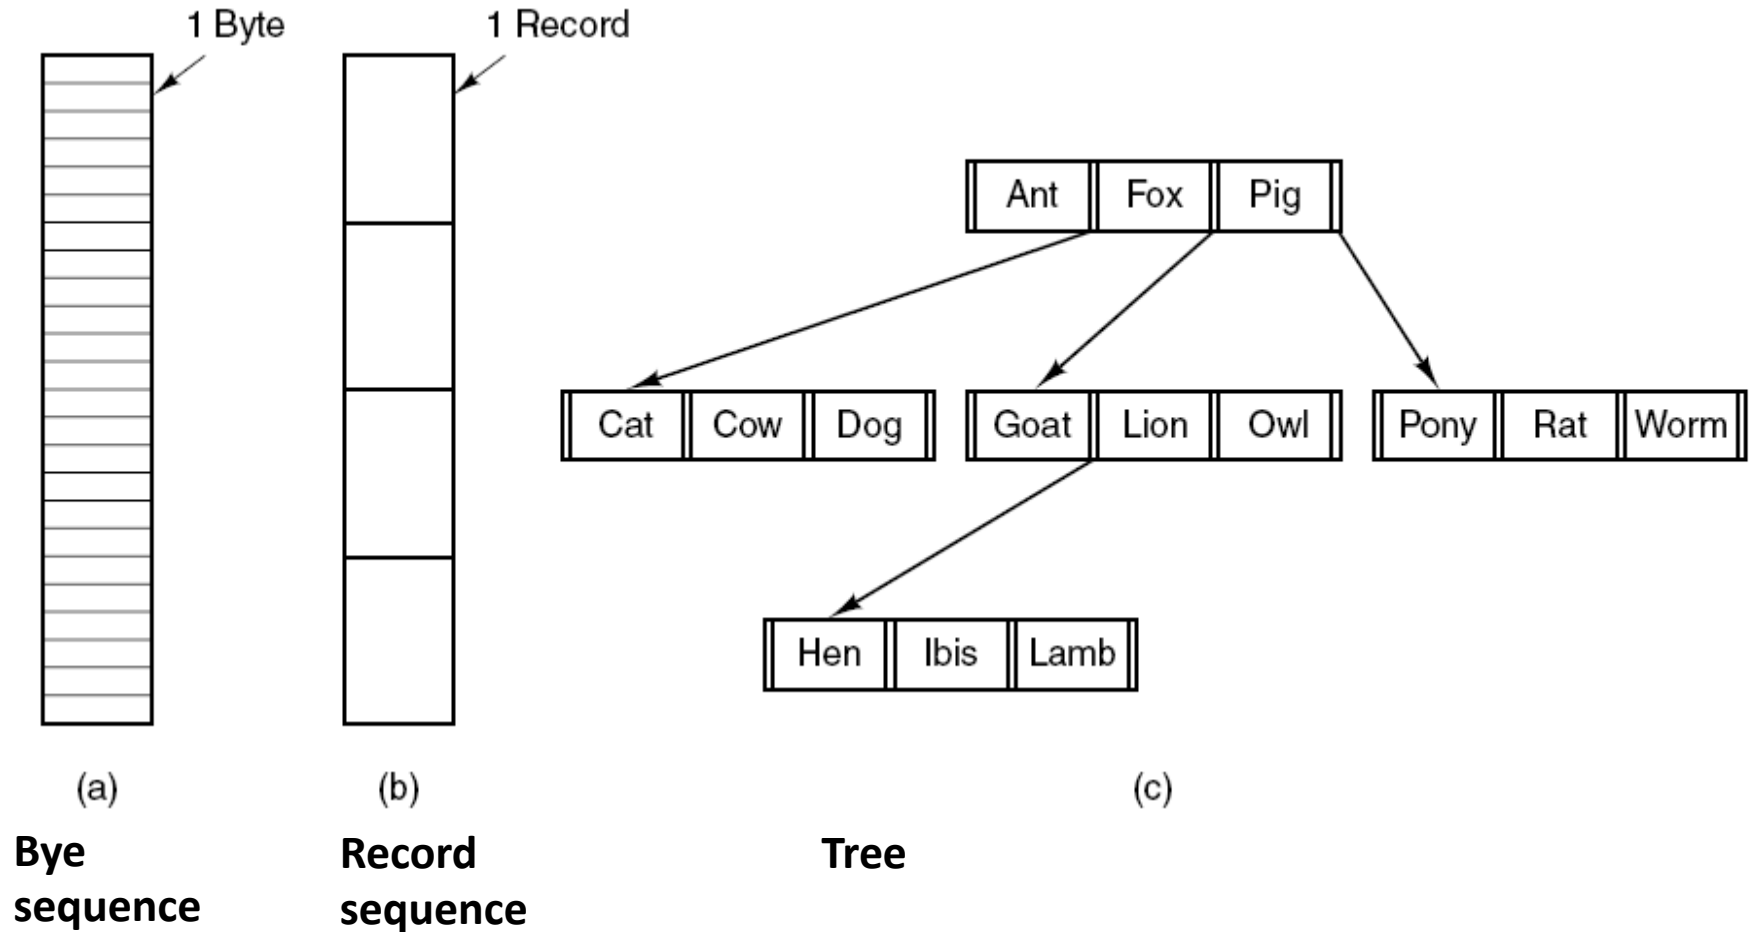 1 Byte
1 Record
Ant Fox Pig
Cat Cow Dog
Goat Lion Owl
Pony Rat Worm
Hen Ibis Lamb
(a)
(b)
(c)
Bye
sequence
Record
sequence
Tree